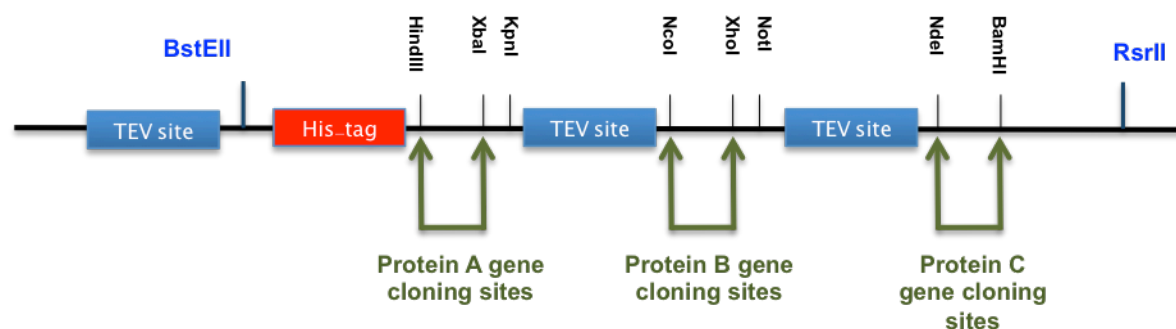 BstEII
HindIII
XbaI
KpnI
NcoI
XhoI
NotI
NdeI
BamHI
RsrII
TEV site
His_tag
TEV site
TEV site
Protein A gene
cloning sites
Protein B gene
cloning sites
Protein C
gene cloning
sites